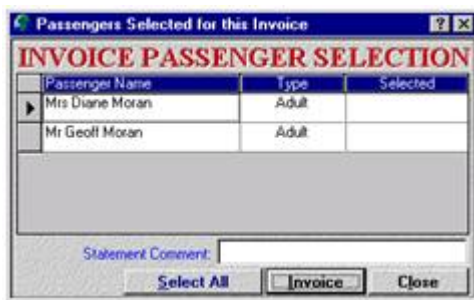 Passengers Selected for this Invoice
INVOICE PASSENGER SELECTION
Passenger Name Type Selected
Mrs Diane Moran Adult
Mr Geoff Moran Adult
Statement Comment:
Select All Invoice Close